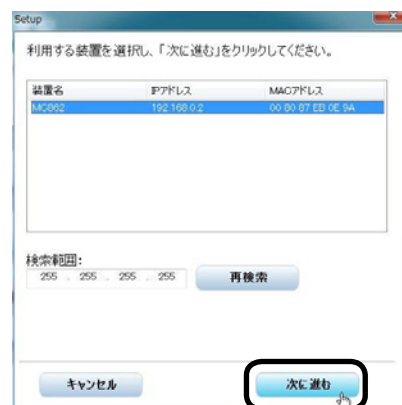 Setup
利用する装置を選択し、「次に進む」をクリックしてください。
装置名 IPアドレス MACアドレス
MC862 192.168.0.2 00 80 87 EB 0E 9A
検索範囲:
255 . 255 . 255 . 255 再検索
キャンセル 次に進む